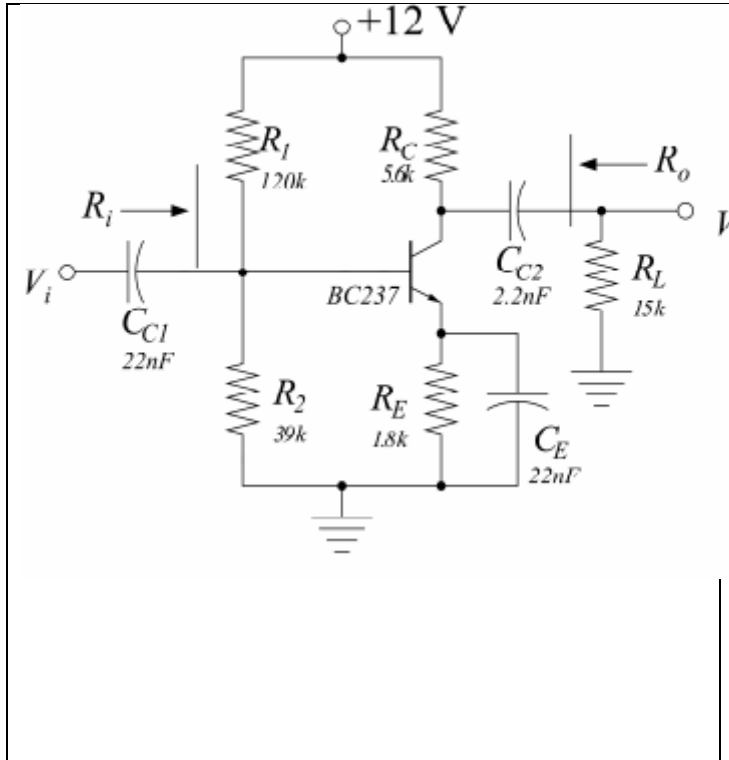 +12 V
R1
120k
RC
5.6k
Ri
Ro
Vi
CC1
22nF
BC237
CC2
2.2nF
RL
15k
R2
39k
RE
1.8k
CE
22nF